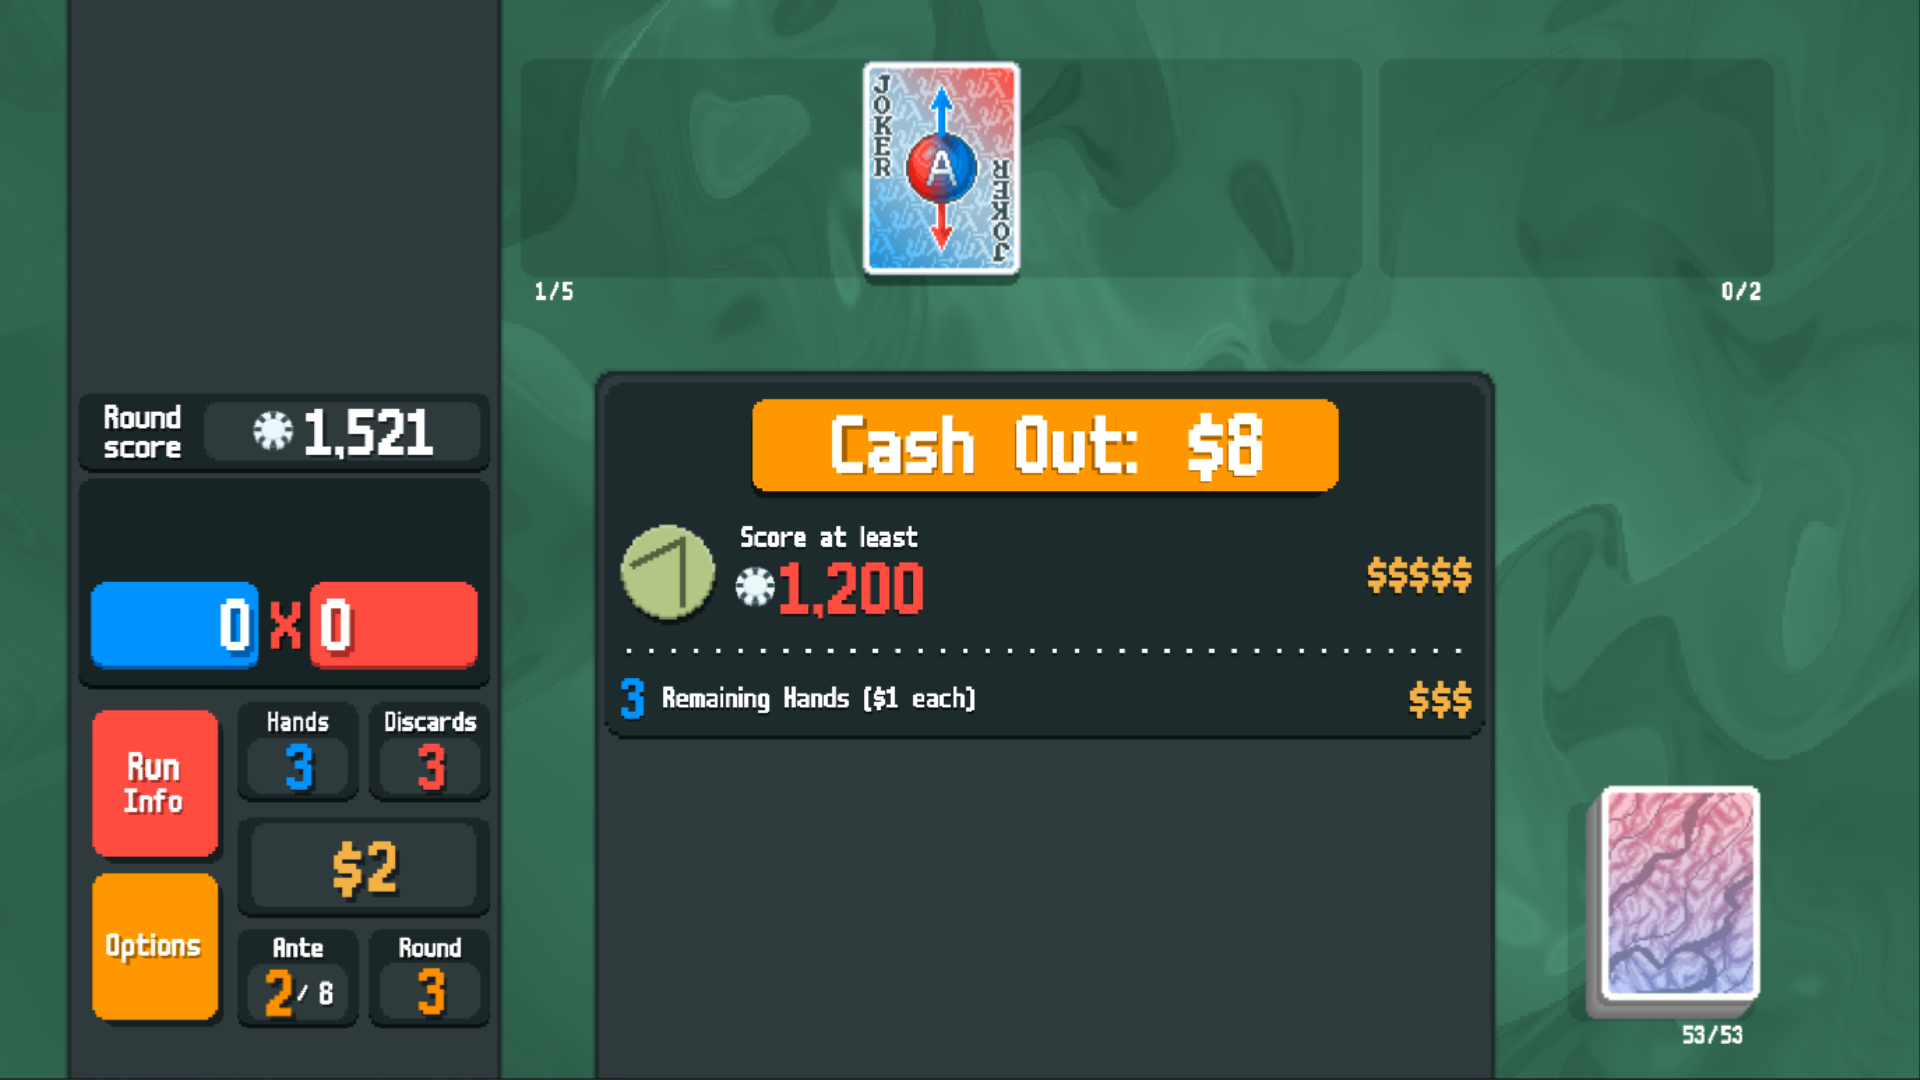 JOKER
A
JOKER
1/5
0/2
Round
score
1,521
Cash Out: $8
Score at least
1,200
$$$$$
0 X 0
3 Remaining Hands ($1 each)
$$$
Run
Info
Hands
3
Discards
3
$2
Options
Ante
2/8
Round
3
53/53